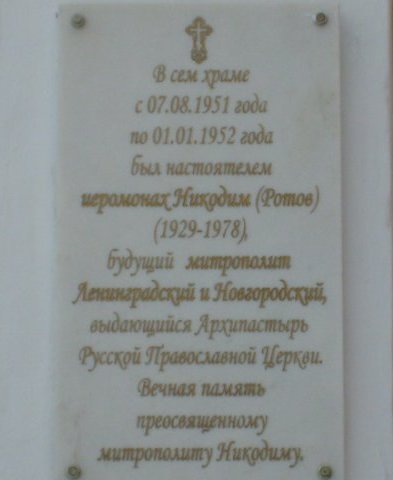 В сем храме
с 07.08.1951 года
по 01.01.1952 года
был настоятелем
иеромонах Никодим (Ротов)
(1929-1978),
будущий митрополит
Ленинградский и Новгородский,
выдающийся Архипастырь
Русской Православной Церкви.
Вечная память
преосвященному
митрополиту Никодиму.